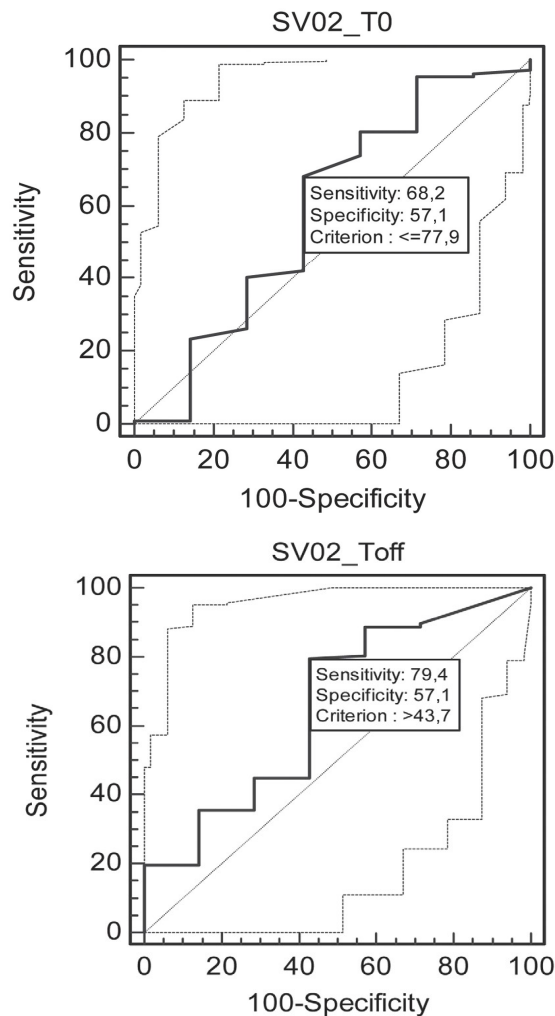 SV02_T0
100
80
60
40
20
0
Sensitivity
Sensitivity: 68,2
Specificity: 57,1
Criterion : <=77,9
0 20 40 60 80 100
100-Specificity
SV02_Toff
100
80
60
40
20
0
Sensitivity
Sensitivity: 79,4
Specificity: 57,1
Criterion : >43,7
0 20 40 60 80 100
100-Specificity